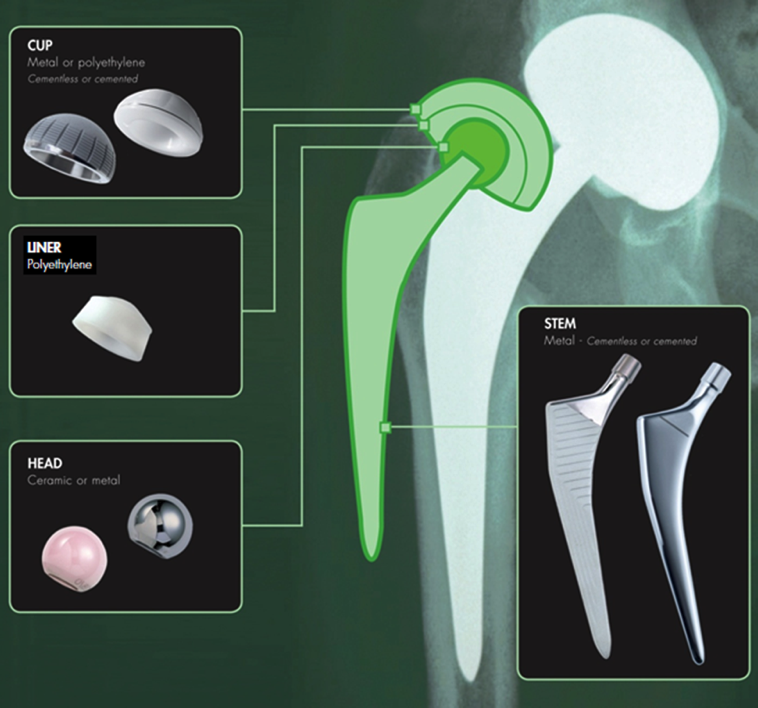 CUP
Metal or polyethylene
Cementless or cemented
LINER
Polyethylene
HEAD
Ceramic or metal
STEM
Metal · Cementless or cemented